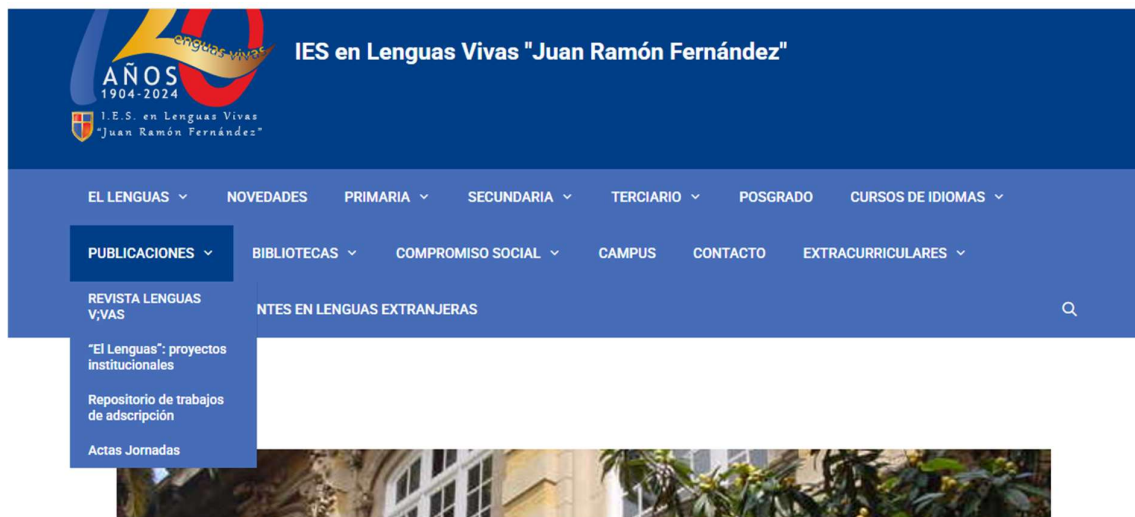 Lenguas vivas
AÑOS
1904-2024
I.E.S. en Lenguas Vivas
"Juan Ramón Fernández"
IES en Lenguas Vivas "Juan Ramón Fernández"
EL LENGUAS NOVEDADES PRIMARIA SECUNDARIA TERCIARIO POSGRADO CURSOS DE IDIOMAS
PUBLICACIONES BIBLIOTECAS COMPROMISO SOCIAL CAMPUS CONTACTO EXTRACURRICULARES
NTES EN LENGUAS EXTRANJERAS
REVISTA LENGUAS
V;VAS
“El Lenguas”: proyectos
institucionales
Repositorio de trabajos
de adscripción
Actas Jornadas